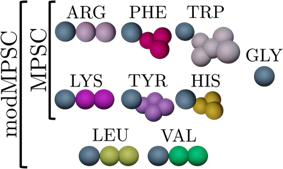 modMPSC
MPSC
ARG PHE TRP
GLY
LYS TYR HIS
LEU VAL